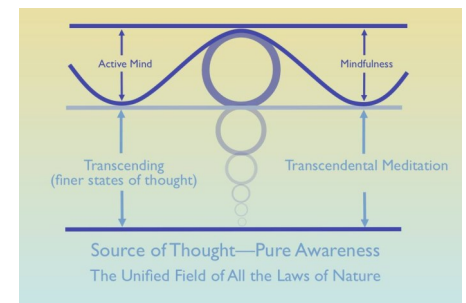 Active Mind
Mindfulness
Transcending
(finer states of thought)
Transcendental Meditation
Source of Thought—Pure Awareness
The Unified Field of All the Laws of Nature